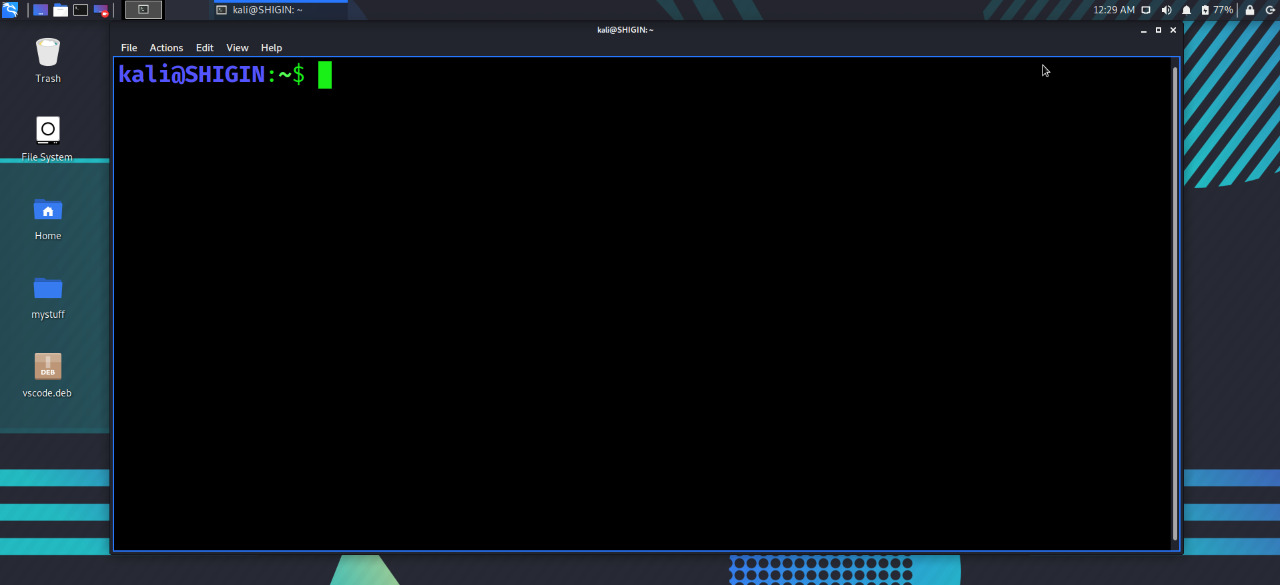 kali@SHIGIN: ~
12:29 AM
77%
kali@SHIGIN: ~
File Actions Edit View Help
kali@SHIGIN:~$
Trash
File System
Home
mystuff
DEB
vscode.deb